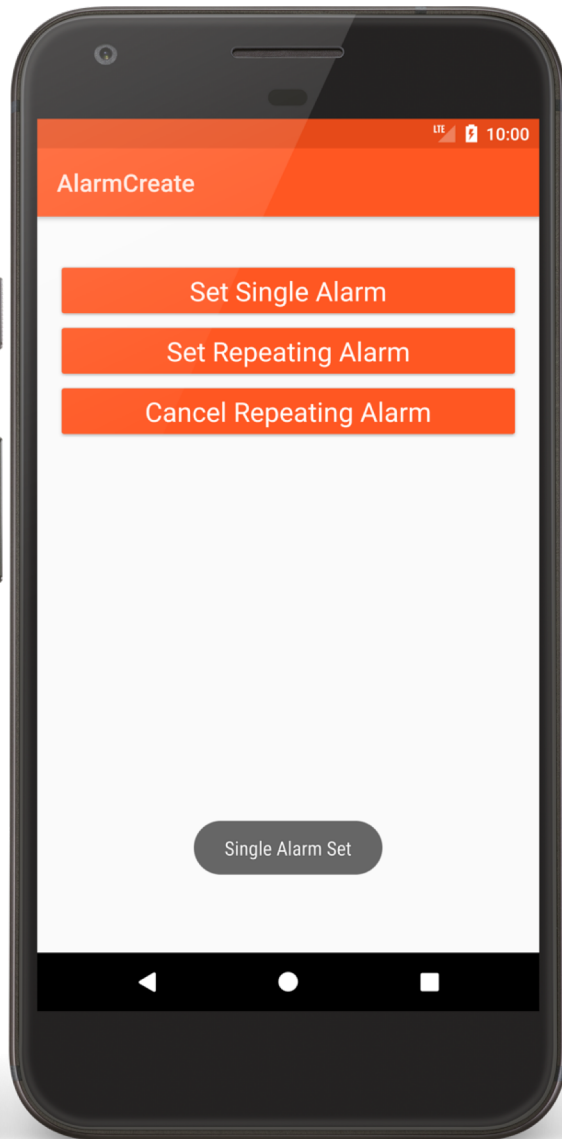 LTE 10:00
AlarmCreate
Set Single Alarm
Set Repeating Alarm
Cancel Repeating Alarm
Single Alarm Set